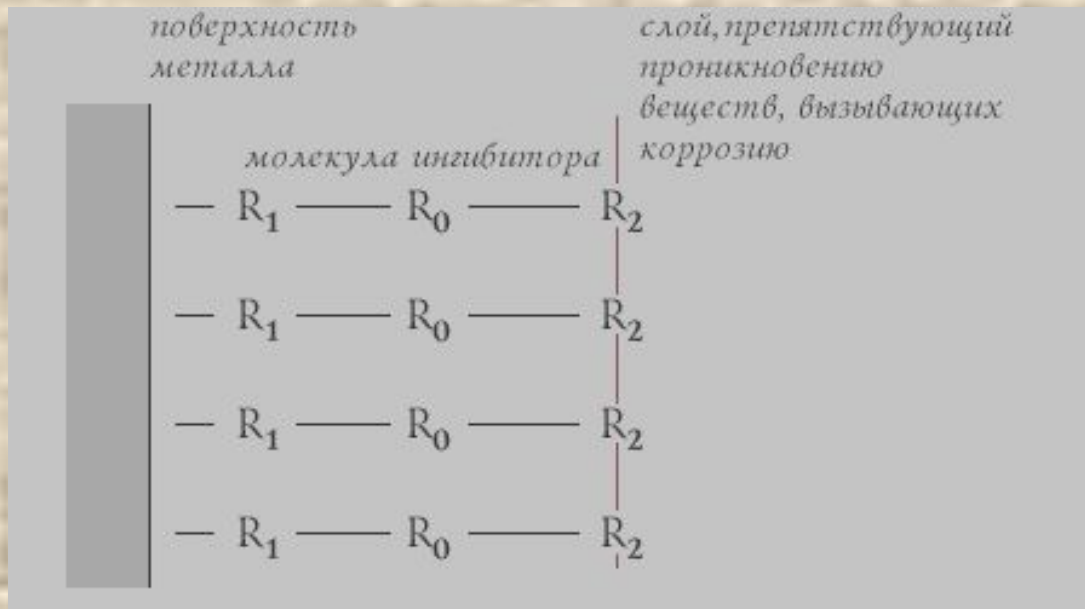 поверхность
металла
слой, препятствующий
проникновению
веществ, вызывающих
коррозию
молекула ингибитора
— R₁ — R₀ — R₂
— R₁ — R₀ — R₂
— R₁ — R₀ — R₂
— R₁ — R₀ — R₂